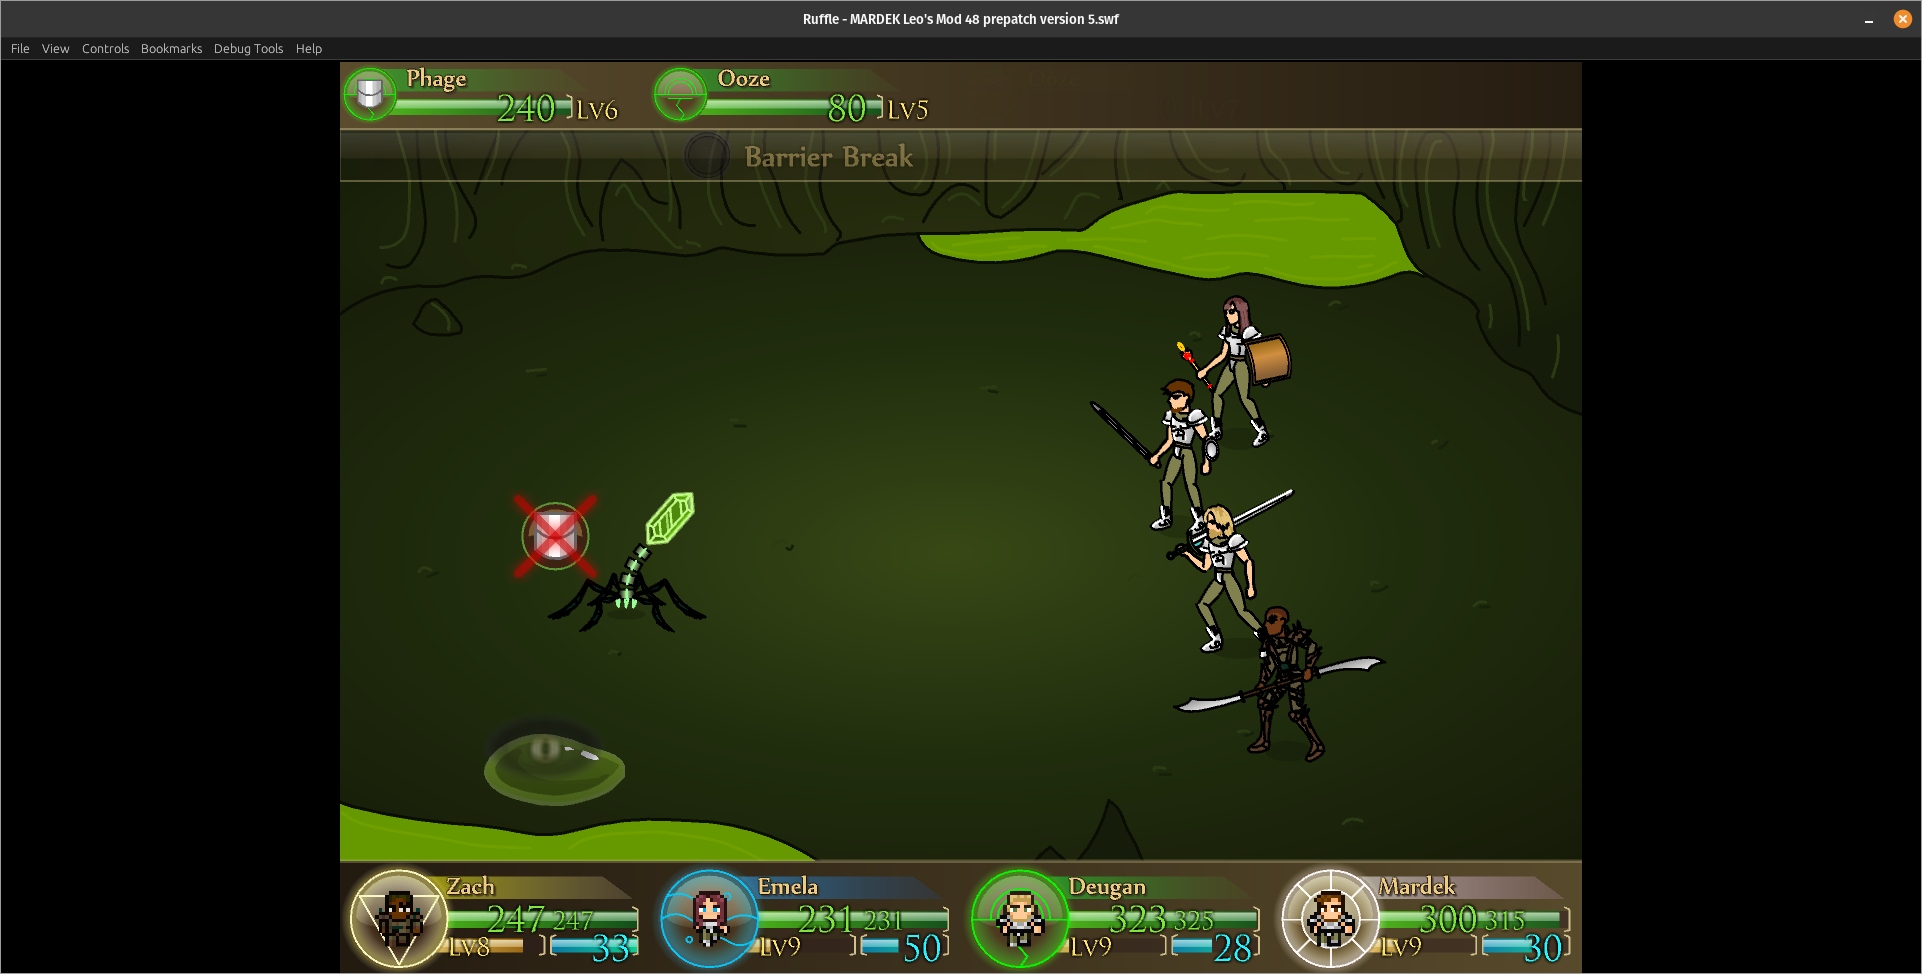 Ruffle - MARDEK Leo's Mod 48 prepatch version 5.swf
File View Controls Bookmarks Debug Tools Help
Phage
240 Lv6
Ooze
80 Lv5
Barrier Break
Zach
247 247
Lv8 33
Emela
231 231
Lv9 50
Deugan
323 325
Lv9 28
Mardek
300 315
Lv9 30